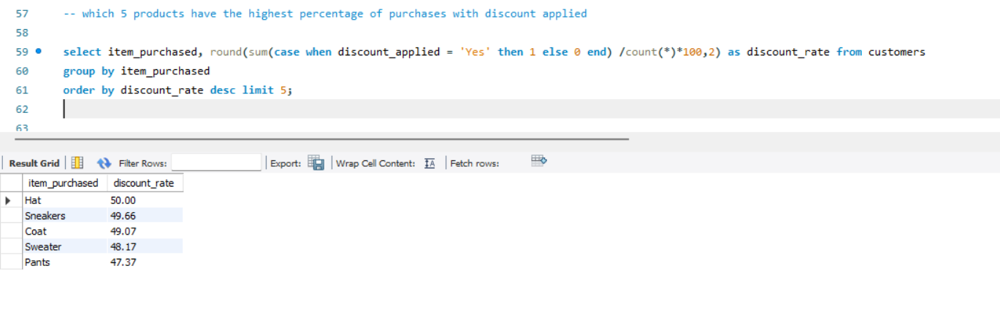 57 -- which 5 products have the highest percentage of purchases with discount applied
58
59 select item_purchased, round(sum(case when discount_applied = 'Yes' then 1 else 0 end) /count(*)*100,2) as discount_rate from customers
60 group by item_purchased
61 order by discount_rate desc limit 5;
62
63
Result Grid Filter Rows: Export: Wrap Cell Content: IA Fetch rows:
item_purchased discount_rate
Hat 50.00
Sneakers 49.66
Coat 49.07
Sweater 48.17
Pants 47.37